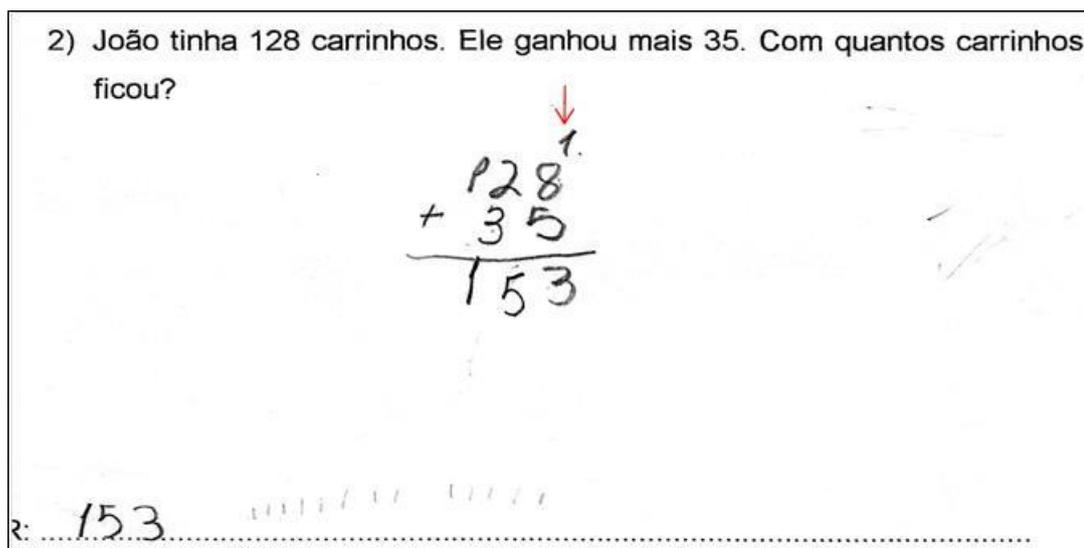 2) João tinha 128 carrinhos. Ele ganhou mais 35. Com quantos carrinhos
ficou?
1.
128
+ 35
153
R: 153